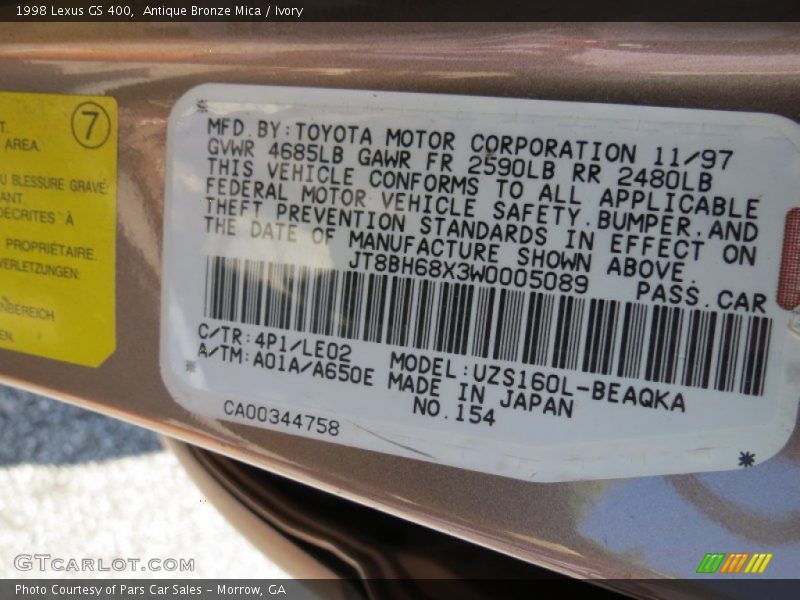 1998 Lexus GS 400,  Antique Bronze Mica / Ivory
7
T.
AREA.
U BLESSURE GRAVE
ANT.
DÉCRITES À
PROPRIÉTAIRE.
VERLETZUNGEN:
NBEREICH
EN.
MFD.BY:TOYOTA MOTOR CORPORATION 11/97
GVWR 4685LB GAWR FR 2590LB RR 2480LB
THIS VEHICLE CONFORMS TO ALL APPLICABLE
FEDERAL MOTOR VEHICLE SAFETY.BUMPER.AND
THEFT PREVENTION STANDARDS IN EFFECT ON
THE DATE OF MANUFACTURE SHOWN ABOVE.
JT8BH68X3W0005089 PASS.CAR
C/TR:4P1/LE02
A/TM:A01A/A650E
MODEL:UZS160L-BEAQKA
MADE IN JAPAN
NO.154
CA00344758
GTCARLOT.COM
Photo Courtesy of Pars Car Sales - Morrow, GA